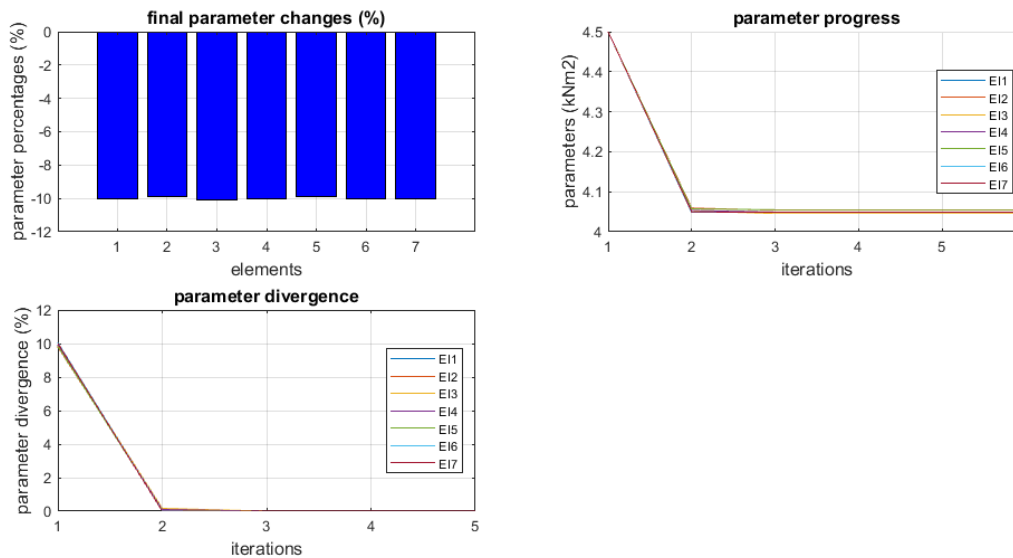 final parameter changes (%)
parameter percentages (%)
0
-2
-4
-6
-8
-10
-12
1 2 3 4 5 6 7
elements
parameter progress
parameters (kNm2)
4.5
4.4
4.3
4.2
4.1
4
EI1
EI2
EI3
EI4
EI5
EI6
EI7
1 2 3 4 5
iterations
parameter divergence
parameter divergence (%)
12
10
8
6
4
2
0
EI1
EI2
EI3
EI4
EI5
EI6
EI7
1 2 3 4 5
iterations